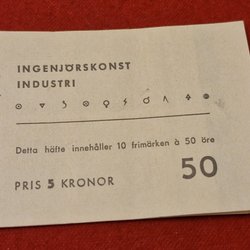 INGENJÖRSKONST
INDUSTRI
Detta häfte innehåller 10 frimärken à 50 öre
PRIS 5 KRONOR
50